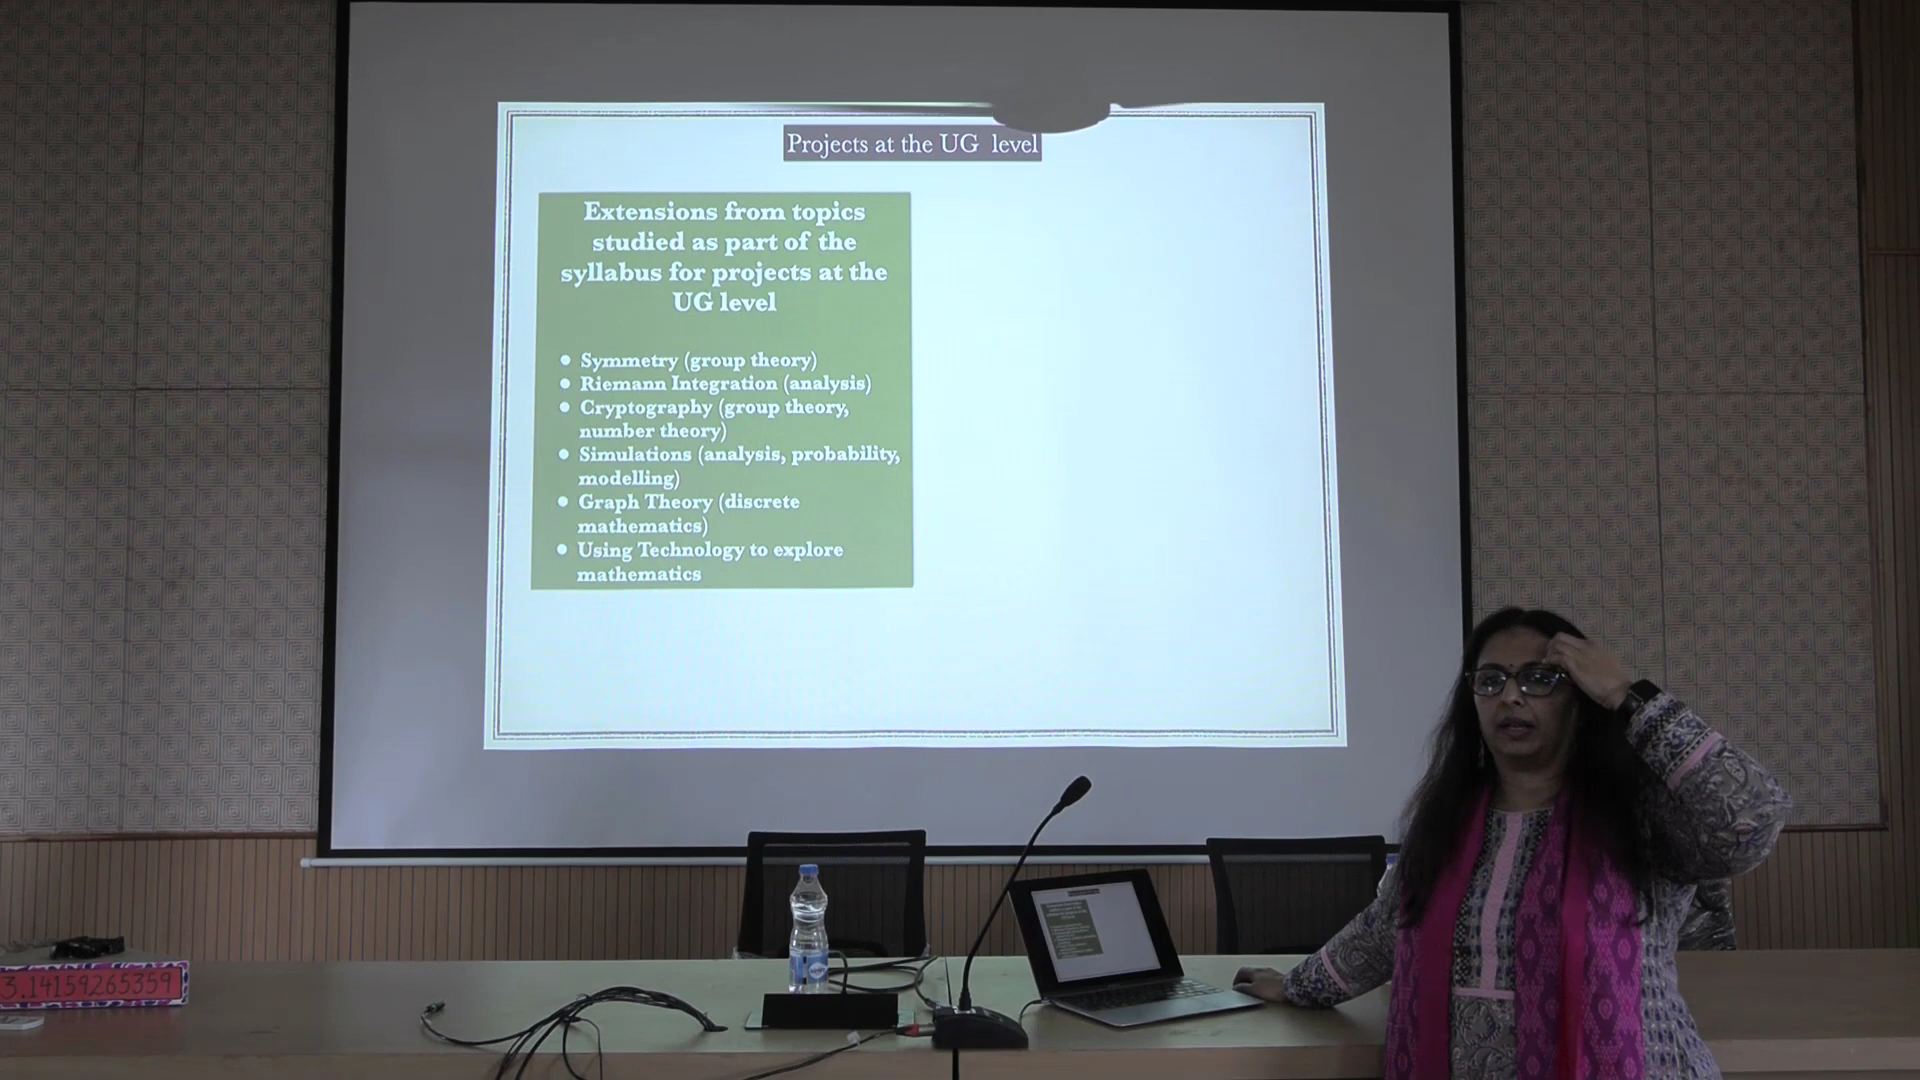 Projects at the UG level
Extensions from topics
studied as part of the
syllabus for projects at the
UG level
● Symmetry (group theory)
● Riemann Integration (analysis)
● Cryptography (group theory,
number theory)
● Simulations (analysis, probability,
modelling)
● Graph Theory (discrete
mathematics)
● Using Technology to explore
mathematics
3.14159265359